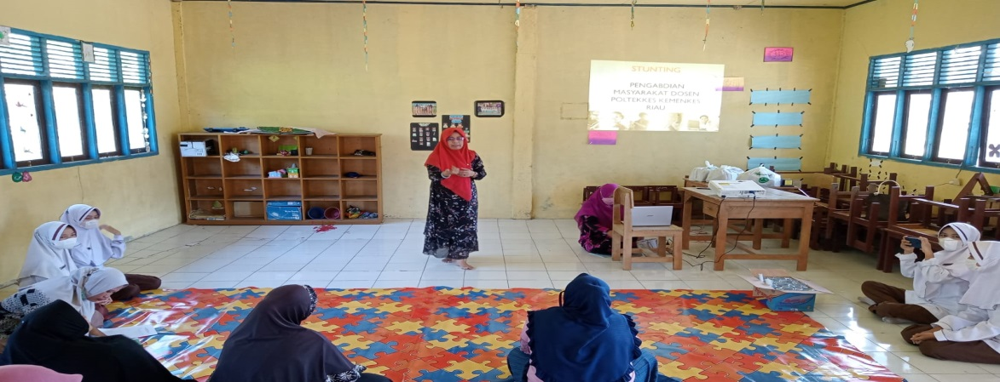 STUNTING
PENGABDIAN
MASYARAKAT DOSEN
POLTEKKES KEMENKES
RIAU